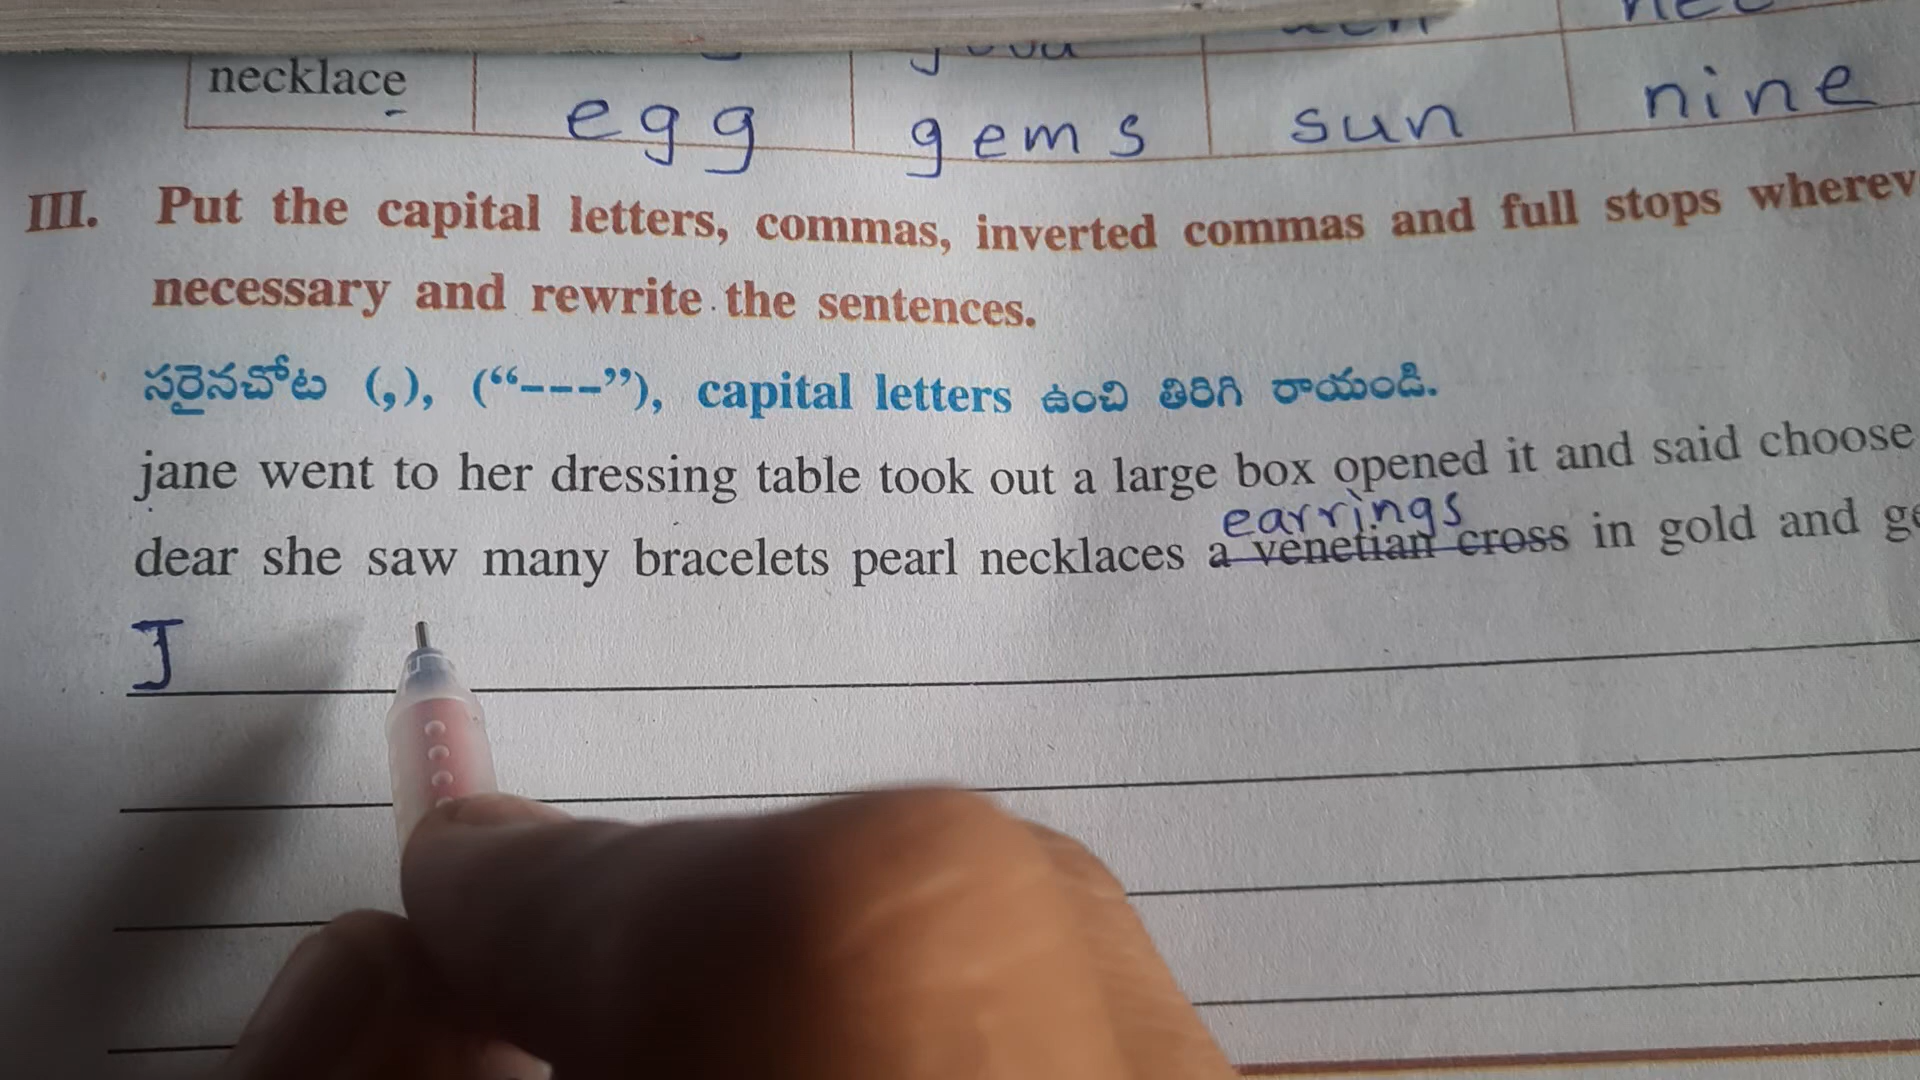 necklace egg gems sun nine
III. Put the capital letters, commas, inverted commas and full stops
necessary and rewrite the sentences.
సరైనచోట (,), (“---”), capital letters ఉంచి తిరిగి రాయండి.
jane went to her dressing table took out a large box opened it and said choose
earrings
dear she saw many bracelets pearl necklaces a venetian cross in gold and
J